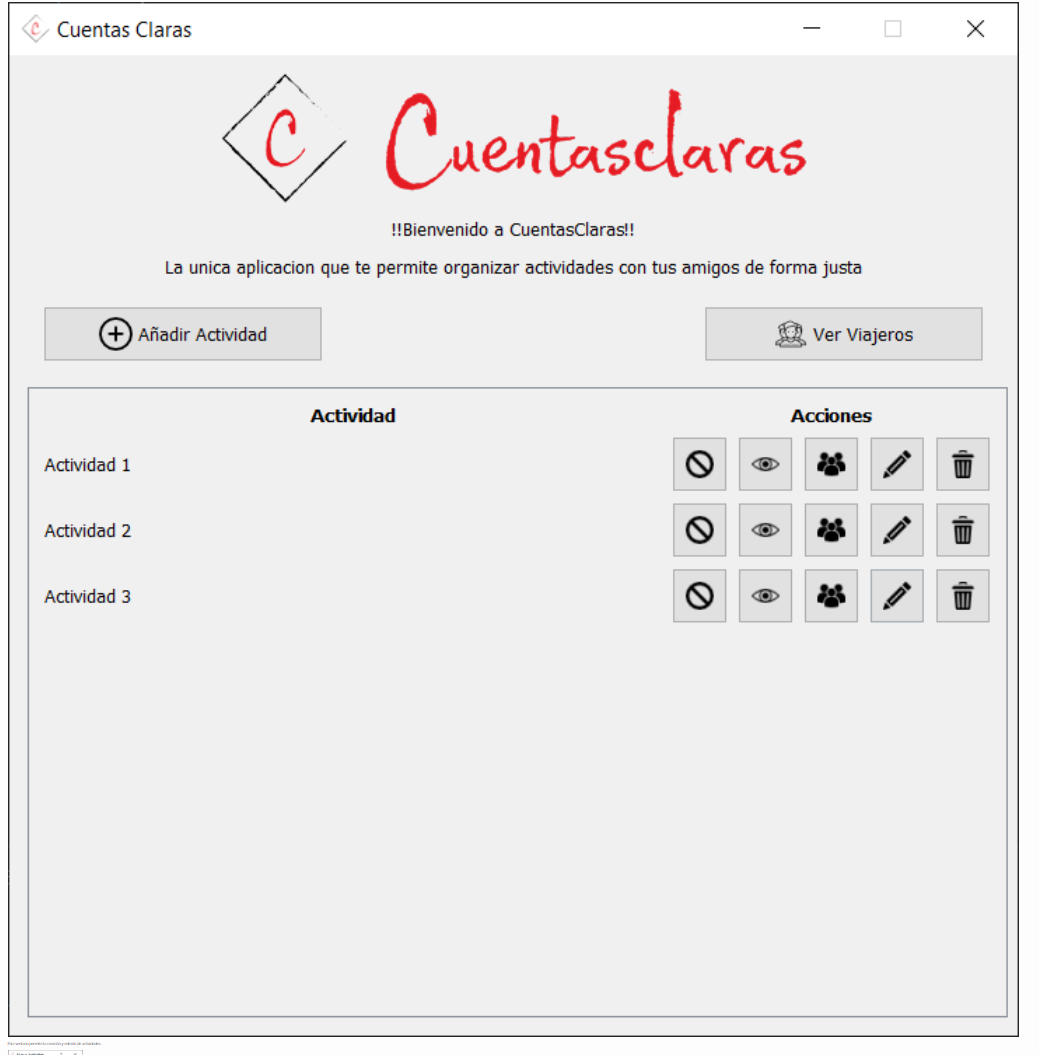 Cuentas Claras
C Cuentasclaras
!!Bienvenido a CuentasClaras!!
La unica aplicacion que te permite organizar actividades con tus amigos de forma justa
Añadir Actividad Ver Viajeros
Actividad Acciones
Actividad 1
Actividad 2
Actividad 3